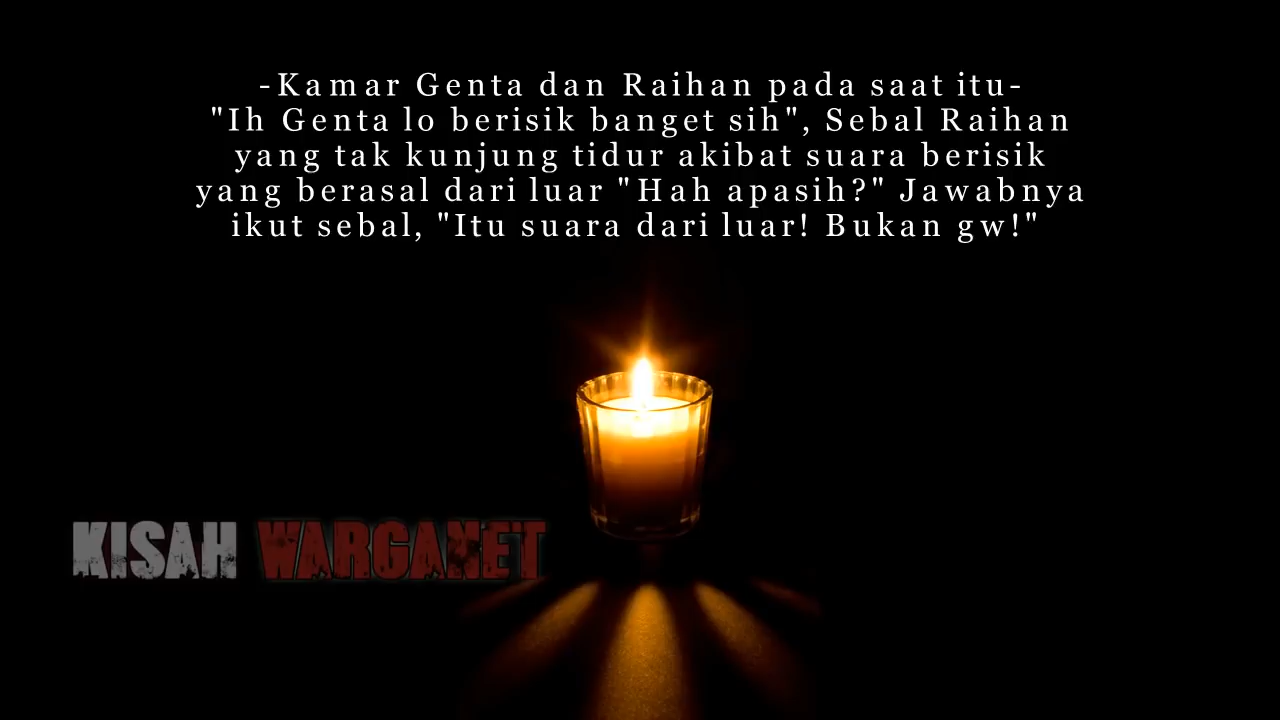 -Kamar Genta dan Raihan pada saat itu-
"Ih Genta lo berisik banget sih", Sebal Raihan
yang tak kunjung tidur akibat suara berisik
yang berasal dari luar "Hah apasih?" Jawabnya
ikut sebal, "Itu suara dari luar! Bukan gw!"
KISAH WARGANET